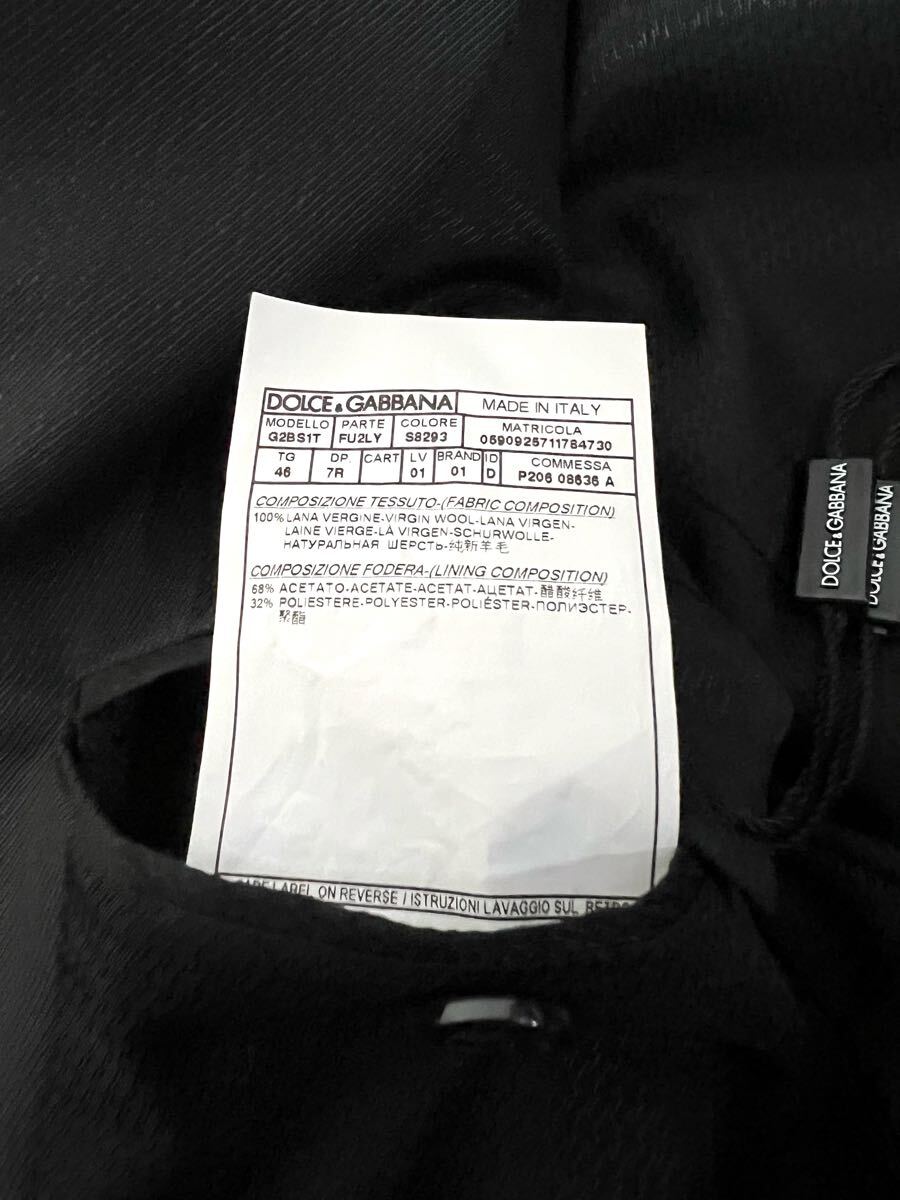 DOLCE&GABBANA MADE IN ITALY
MODELLO PARTE COLORE MATRICOLA
G2BS1T FU2LY S8293 0590925711764730
TG DP. CART LV BRAND ID COMMESSA
46 7R 01 01 D P206 08636 A
COMPOSIZIONE TESSUTO-(FABRIC COMPOSITION)
100% LANA VERGINE-VIRGIN WOOL-LANA VIRGEN-
LAINE VIERGE-LÀ VIRGEN-SCHURWOLLE-
НАТУРАЛЬНАЯ ШЕРСТЬ-纯新羊毛
COMPOSIZIONE FODERA-(LINING COMPOSITION)
68% ACETATO-ACETATE-ACETAT-АЦЕТАТ-醋酸纤维
32% POLIESTERE-POLYESTER-POLIÉSTER-ПОЛИЭСТЕР-
聚酯
CARE LABEL ON REVERSE / ISTRUZIONI LAVAGGIO SUL RETRO
DOLCE&GABBANA
DOLCE&GABBANA